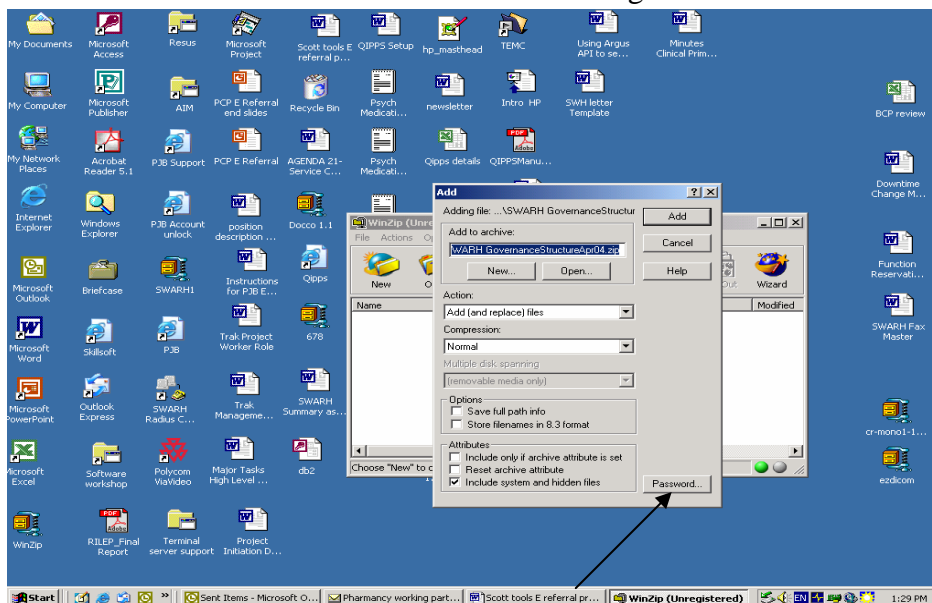 My Documents
Microsoft Access
Resus
Microsoft Project
Scott tools E referral p...
QIPPS Setup
hp_masthead
TEMC
Using Argus API to se...
Minutes Clinical Prim...
My Computer
Microsoft Publisher
AIM
PCP E Referral end slides
Recycle Bin
Psych Medicati...
newsletter
Intro HP
SWH letter Template
BCP review
My Network Places
Acrobat Reader 5.1
PJB Support
PCP E Referral
AGENDA 21- Service C...
Psych Medicati...
Qipps details
QIPPSManu...
Downtime Change M...
Internet Explorer
Windows Explorer
PJB Account unlock
position description ...
Docco 1.1
Microsoft Outlook
Briefcase
SWARH1
Instructions for PJB E...
Qipps
Function Reservati...
Microsoft Word
Skillsoft
PJB
Trak Project Worker Role
678
SWARH Fax Master
Microsoft PowerPoint
Outlook Express
SWARH Radius C...
Trak Manageme...
SWARH Summary as...
cr-mono1-1...
Microsoft Excel
Software workshop
Polycom ViaVideo
Major Tasks High Level ...
db2
ezdicom
WinZip
RILEP_Final Report
Terminal server support
Project Initiation D...
WinZip (Unre
File Actions Op
New
O
Out
Wizard
Name
Modified
Choose "New" to c
Add
Adding file: ...\SWARH GovernanceStructur
Add to archive:
WARH GovernanceStructureApr04.zip
New...
Open...
Add
Cancel
Help
Action:
Add (and replace) files
Compression:
Normal
Multiple disk spanning
(removable media only)
Options
Save full path info
Store filenames in 8.3 format
Attributes
Include only if archive attribute is set
Reset archive attribute
Include system and hidden files
Password...
Start
Sent Items - Microsoft O...
Pharmancy working part...
Scott tools E referral pr...
WinZip (Unregistered)
EN
1:29 PM